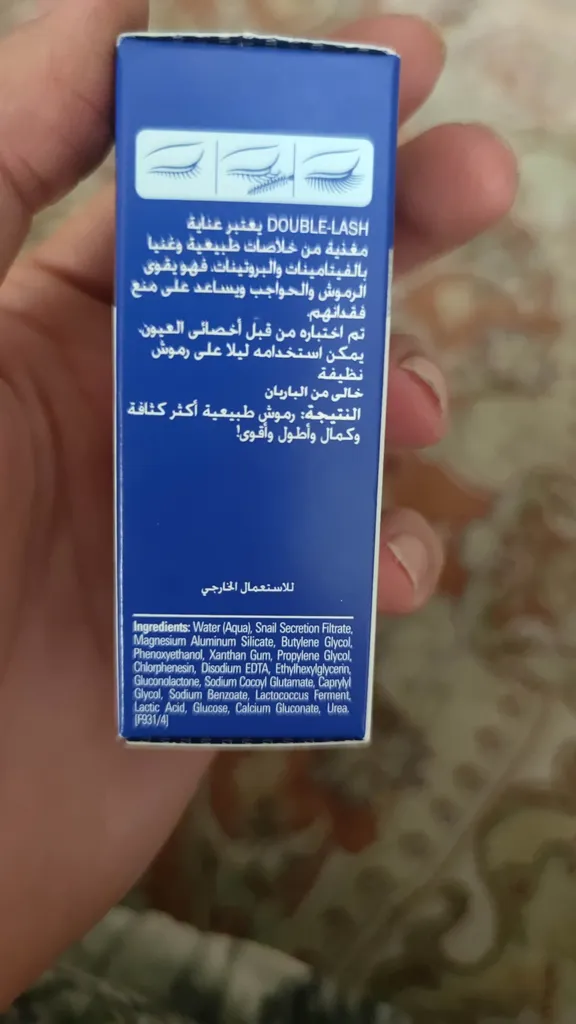 DOUBLE-LASH يعتبر عناية
مغذية من خلاصات طبيعية وغنيا
بالفيتامينات والبروتينات. فهو يقوى
الرموش والحواجب ويساعد على منع
فقدانهم.
تم اختباره من قبل أخصائى العيون.
يمكن استخدامه ليلا على رموش
نظيفة
خالى من البارابان
النتيجة: رموش طبيعية أكثر كثافة
وكمال وأطول وأقوى!
للاستعمال الخارجي
Ingredients: Water (Aqua), Snail Secretion Filtrate,
Magnesium Aluminum Silicate, Butylene Glycol,
Phenoxyethanol, Xanthan Gum, Propylene Glycol,
Chlorphenesin, Disodium EDTA, Ethylhexylglycerin,
Gluconolactone, Sodium Cocoyl Glutamate, Caprylyl
Glycol, Sodium Benzoate, Lactococcus Ferment,
Lactic Acid, Glucose, Calcium Gluconate, Urea.
[F931/4]